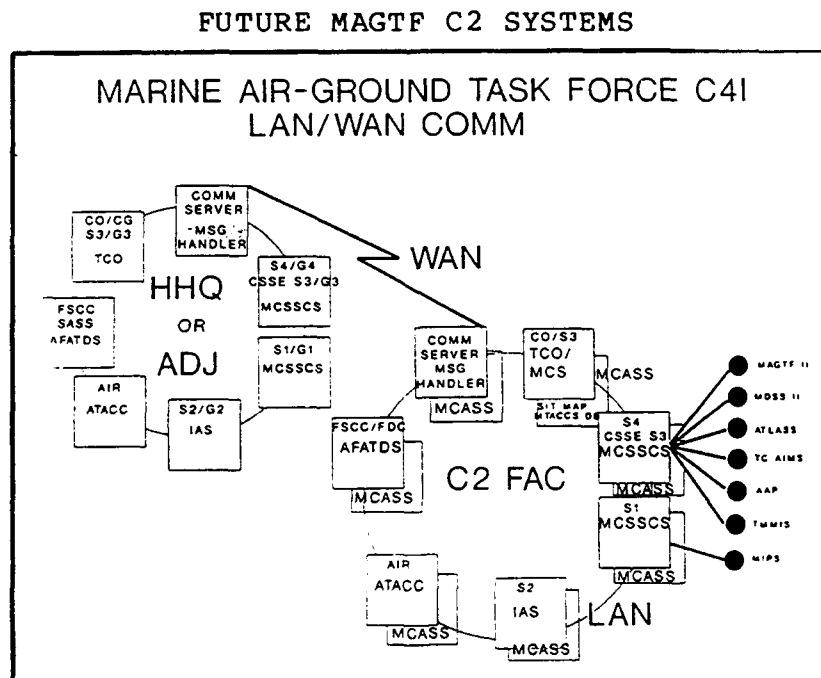 FUTURE MAGTF C2 SYSTEMS
MARINE AIR-GROUND TASK FORCE C4I
LAN/WAN COMM
COMM
SERVER
-MSG
HANDLER
CO/CG
S3/G3
TCO
S4/G4
CSSE S3/G3
MCSSCS
HHQ
OR
ADJ
FSCC
SASS
AFATDS
S1/G1
MCSSCS
AIR
ATACC
S2/G2
IAS
WAN
COMM
SERVER
MSG
HANDLER
MCASS
CO/S3
TCO/
MCS
MCASS
SIT MAP
MTACCS DB
FSCC/FDC
AFATDS
MCASS
C2 FAC
S4
CSSE S3
MCSSCS
MCASS
S1
MCSSCS
MCASS
AIR
ATACC
MCASS
S2
IAS
MCASS
LAN
MAGTF II
MDSS II
ATLASS
TC AIMS
AAP
TMMIS
MIPS